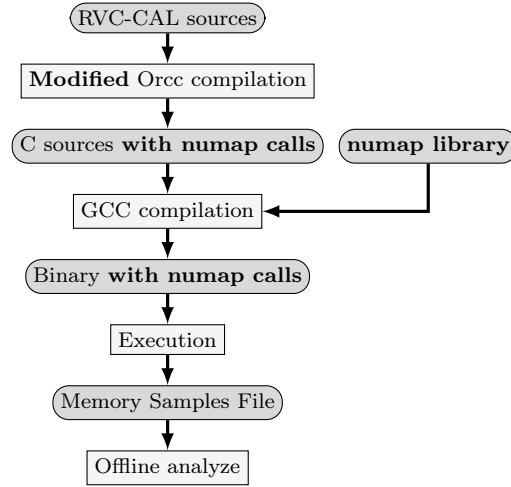 RVC-CAL sources
Modified Orcc compilation
C sources with numap calls
numap library
GCC compilation
Binary with numap calls
Execution
Memory Samples File
Offline analyze